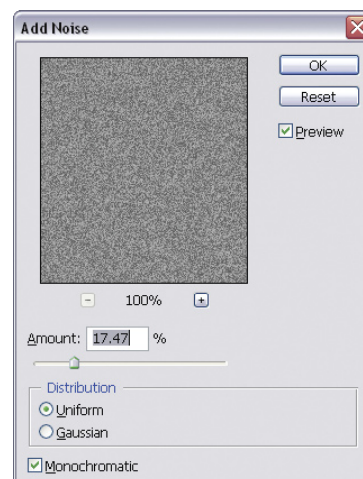 Add Noise
OK
Reset
Preview
100%
Amount: 17.47 %
Distribution
Uniform
Gaussian
Monochromatic